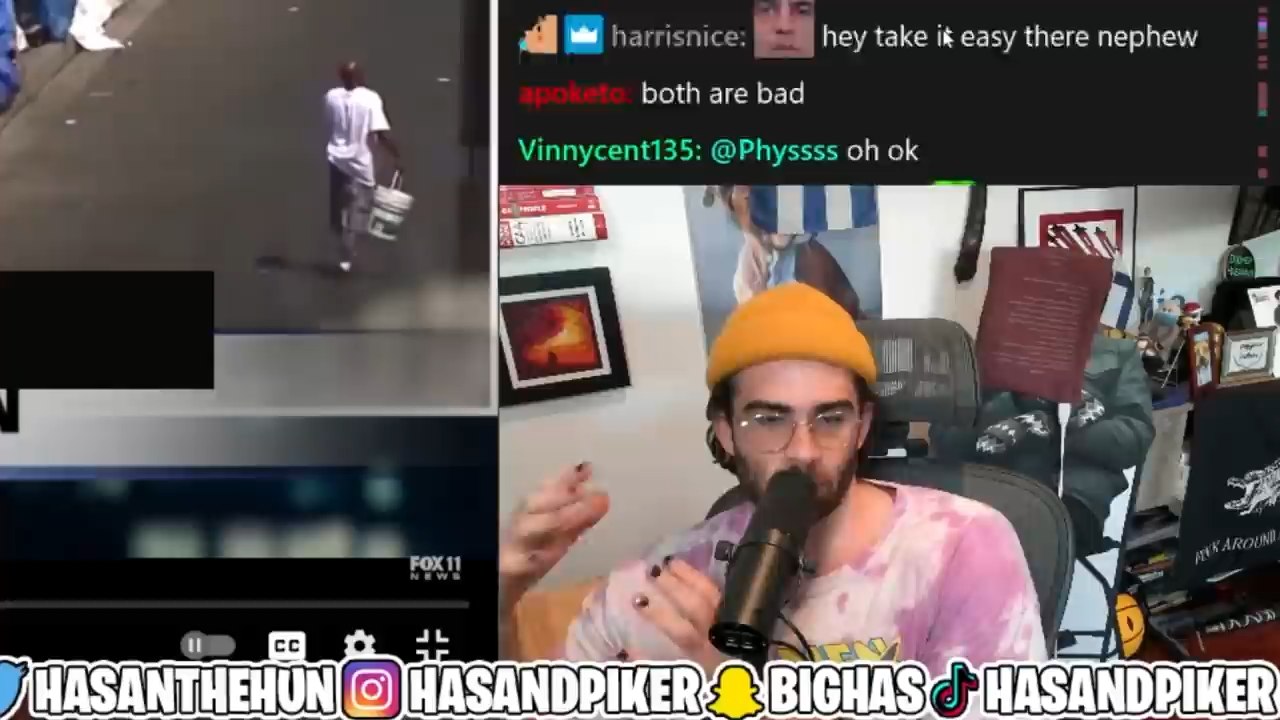 harrisnice: hey take it easy there nephew
apoketo: both are bad
Vinnycent135: @Physsss oh ok
N
FOX 11
NEWS
CC
HASANTHEHUN HASANDPIKER BIGHAS HASANDPIKER